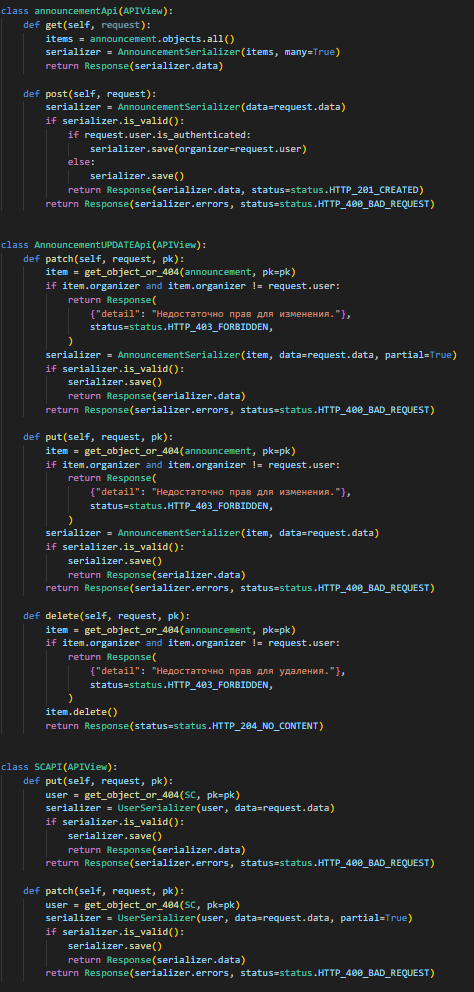 class announcementApi(APIView):
    def get(self, request):
        items = announcement.objects.all()
        serializer = AnnouncementSerializer(items, many=True)
        return Response(serializer.data)

    def post(self, request):
        serializer = AnnouncementSerializer(data=request.data)
        if serializer.is_valid():
            if request.user.is_authenticated:
                serializer.save(organizer=request.user)
            else:
                serializer.save()
            return Response(serializer.data, status=status.HTTP_201_CREATED)
        return Response(serializer.errors, status=status.HTTP_400_BAD_REQUEST)


class AnnouncementUPDATEApi(APIView):
    def patch(self, request, pk):
        item = get_object_or_404(announcement, pk=pk)
        if item.organizer and item.organizer != request.user:
            return Response(
                {"detail": "Недостаточно прав для изменения."},
                status=status.HTTP_403_FORBIDDEN,
            )
        serializer = AnnouncementSerializer(item, data=request.data, partial=True)
        if serializer.is_valid():
            serializer.save()
            return Response(serializer.data)
        return Response(serializer.errors, status=status.HTTP_400_BAD_REQUEST)

    def put(self, request, pk):
        item = get_object_or_404(announcement, pk=pk)
        if item.organizer and item.organizer != request.user:
            return Response(
                {"detail": "Недостаточно прав для изменения."},
                status=status.HTTP_403_FORBIDDEN,
            )
        serializer = AnnouncementSerializer(item, data=request.data)
        if serializer.is_valid():
            serializer.save()
            return Response(serializer.data)
        return Response(serializer.errors, status=status.HTTP_400_BAD_REQUEST)

    def delete(self, request, pk):
        item = get_object_or_404(announcement, pk=pk)
        if item.organizer and item.organizer != request.user:
            return Response(
                {"detail": "Недостаточно прав для удаления."},
                status=status.HTTP_403_FORBIDDEN,
            )
        item.delete()
        return Response(status=status.HTTP_204_NO_CONTENT)


class SCAPI(APIView):
    def put(self, request, pk):
        user = get_object_or_404(SC, pk=pk)
        serializer = UserSerializer(user, data=request.data)
        if serializer.is_valid():
            serializer.save()
            return Response(serializer.data)
        return Response(serializer.errors, status=status.HTTP_400_BAD_REQUEST)

    def patch(self, request, pk):
        user = get_object_or_404(SC, pk=pk)
        serializer = UserSerializer(user, data=request.data, partial=True)
        if serializer.is_valid():
            serializer.save()
            return Response(serializer.data)
        return Response(serializer.errors, status=status.HTTP_400_BAD_REQUEST)